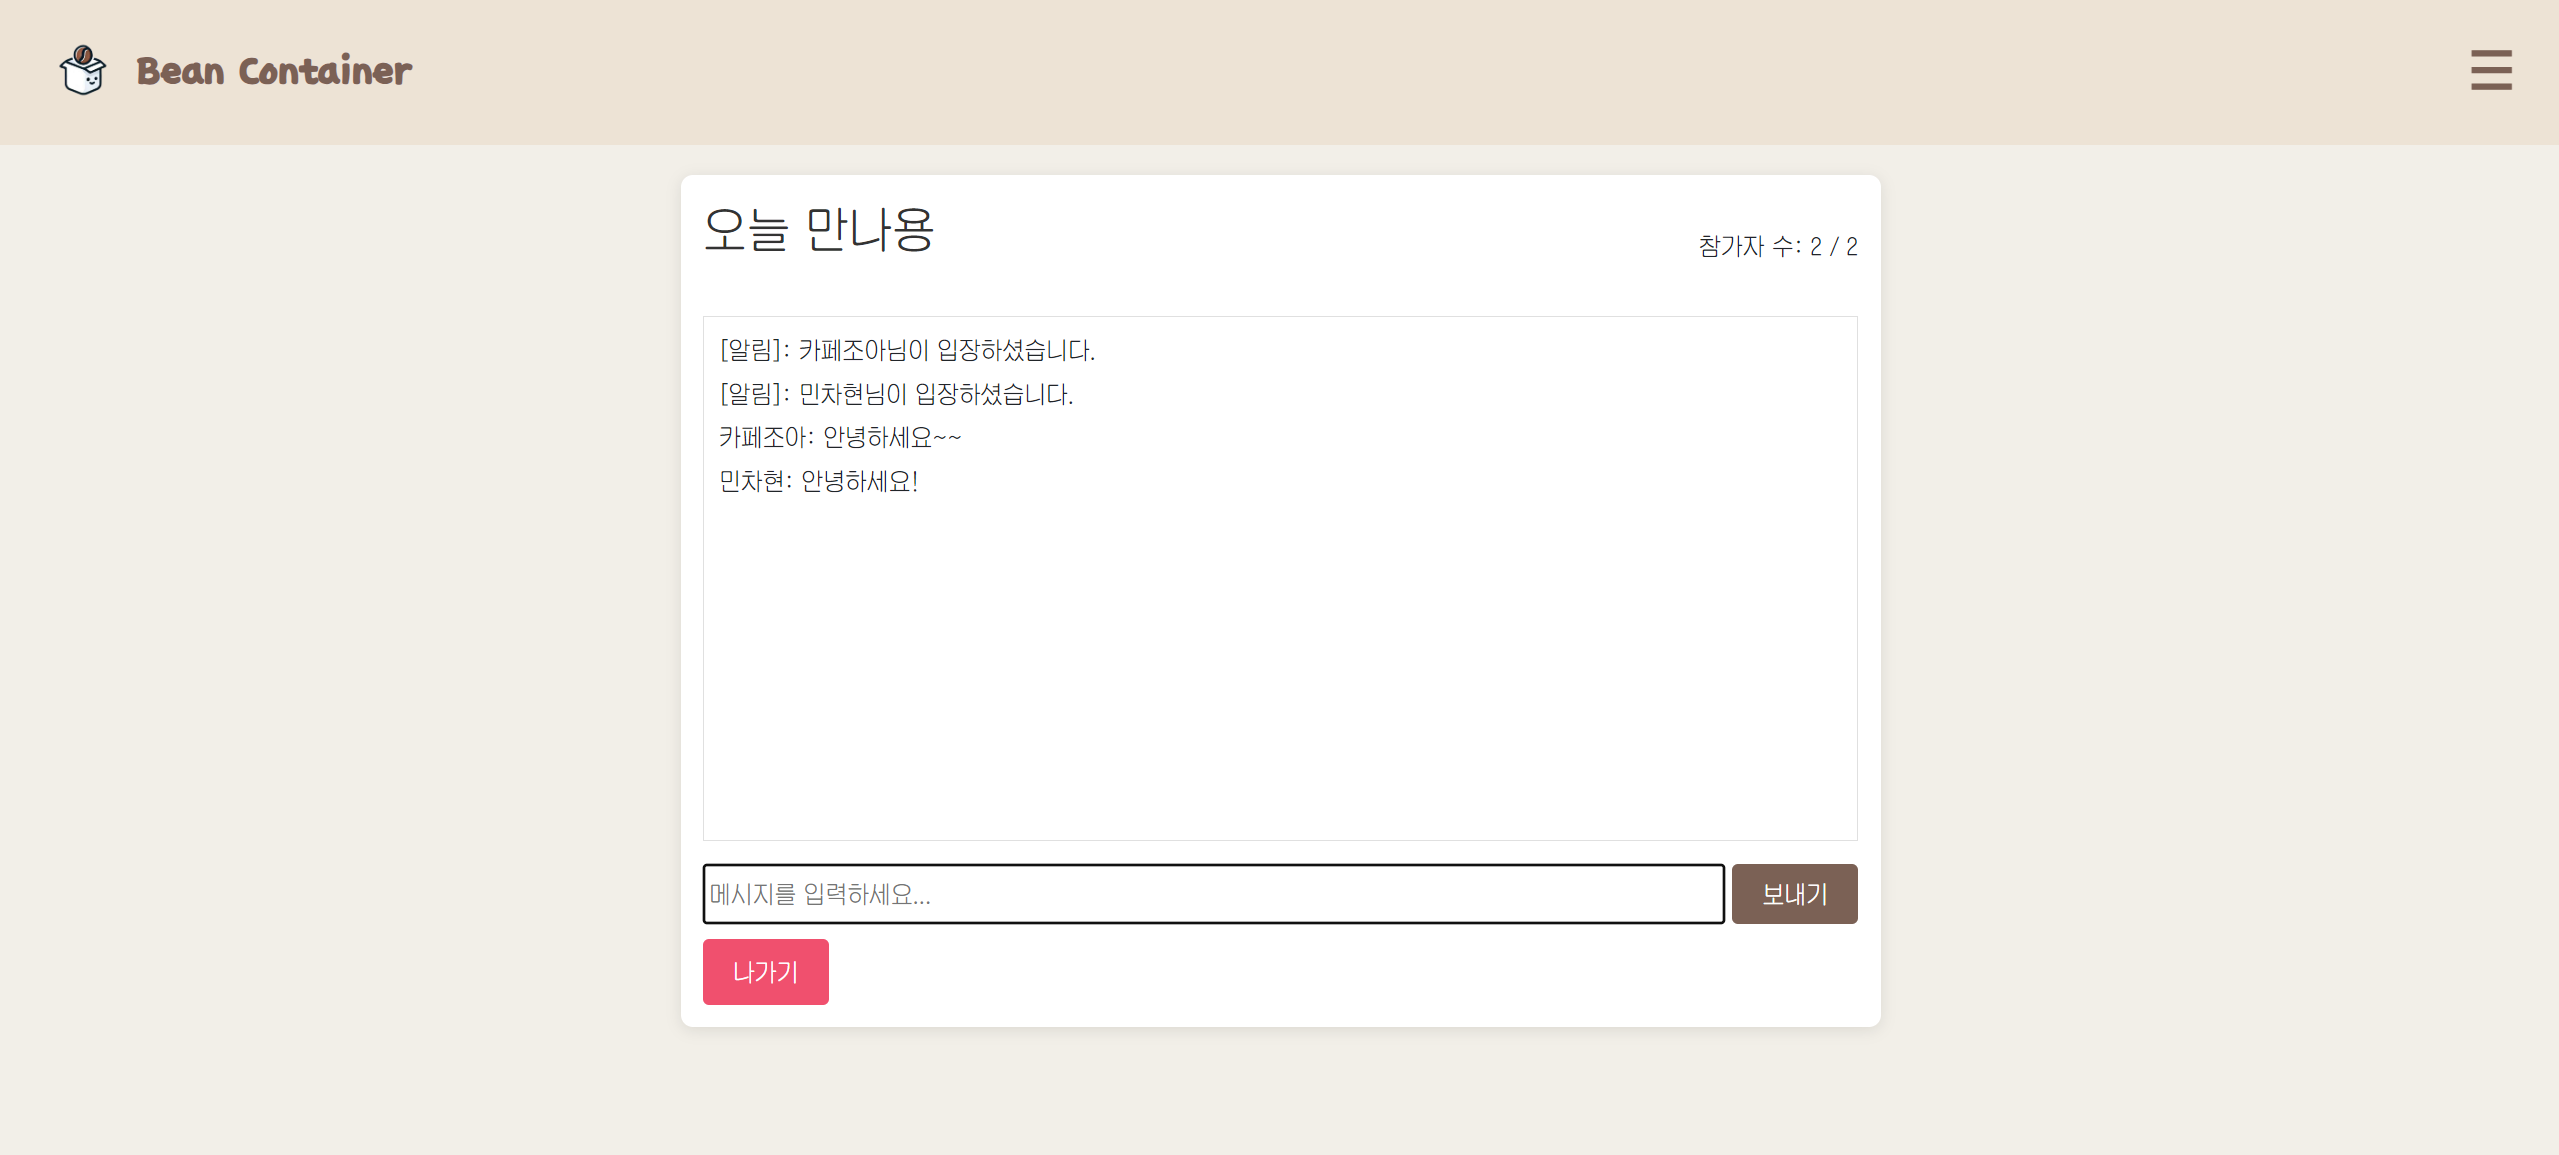 Bean Container
오늘 만나용
참가자 수: 2 / 2
[알림]: 카페조아님이 입장하셨습니다.
[알림]: 민차현님이 입장하셨습니다.
카페조아: 안녕하세요~~
민차현: 안녕하세요!
메시지를 입력하세요...
보내기
나가기